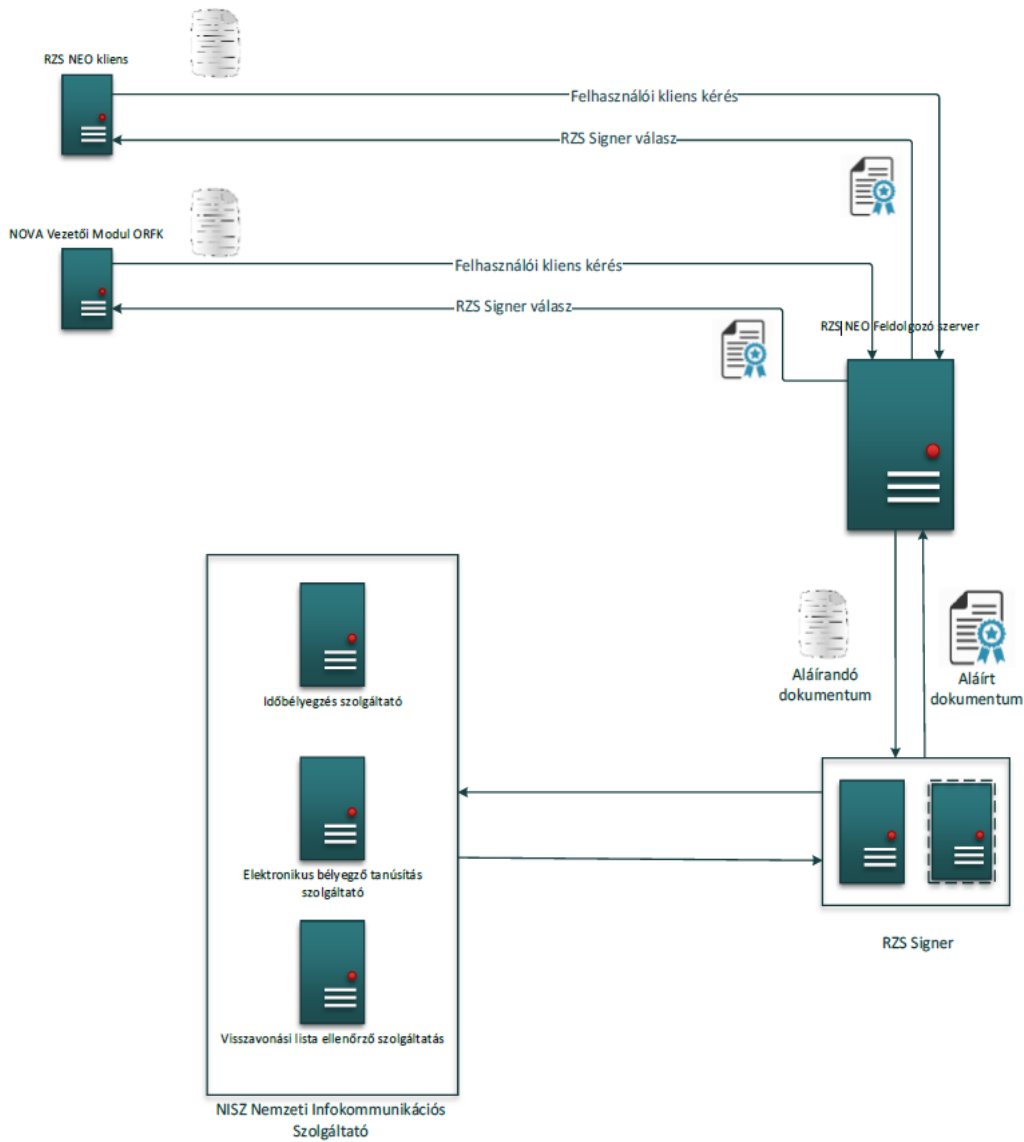 RZS NEO kliens
Felhasználói kliens kérés
RZS Signer válasz
NOVA Vezetői Modul ORFK
Felhasználói kliens kérés
RZS Signer válasz
RZS NEO Feldolgozó szerver
Időbélyegzés szolgáltató
Aláírandó
dokumentum
Aláírt
dokumentum
Elektronikus bélyegző tanúsítás
szolgáltató
RZS Signer
Visszavonási lista ellenőrző szolgáltatás
NISZ Nemzeti Infokommunikációs
Szolgáltató